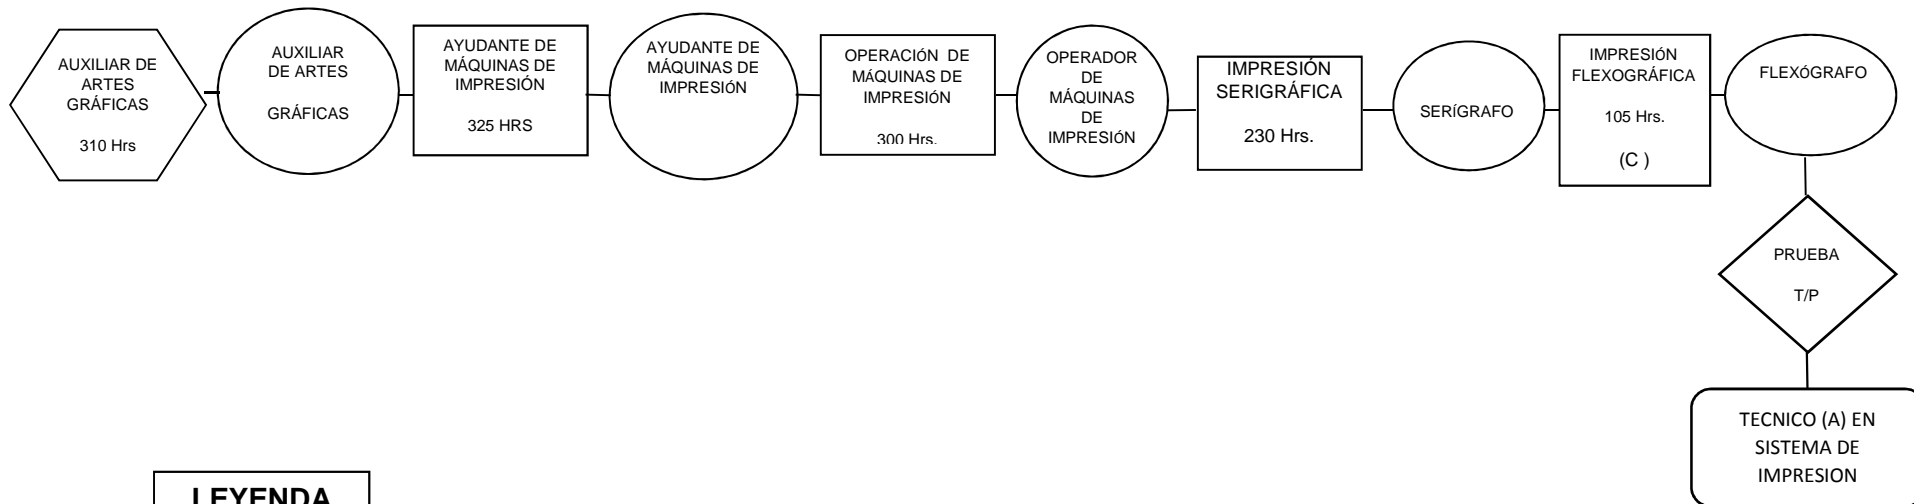 AUXILIAR DE
ARTES
GRÁFICAS
310 Hrs
AUXILIAR
DE ARTES
GRÁFICAS
AYUDANTE DE
MÁQUINAS DE
IMPRESIÓN
325 HRS
AYUDANTE DE
MÁQUINAS DE
IMPRESIÓN
OPERACIÓN DE
MÁQUINAS DE
IMPRESIÓN
300 Hrs.
OPERADOR
DE
MÁQUINAS
DE
IMPRESIÓN
IMPRESIÓN
SERIGRÁFICA
230 Hrs.
SERÍGRAFO
IMPRESIÓN
FLEXOGRÁFICA
105 Hrs.
(C )
FLEXÓGRAFO
PRUEBA
T/P
TECNICO (A) EN
SISTEMA DE
IMPRESION
LEYENDA